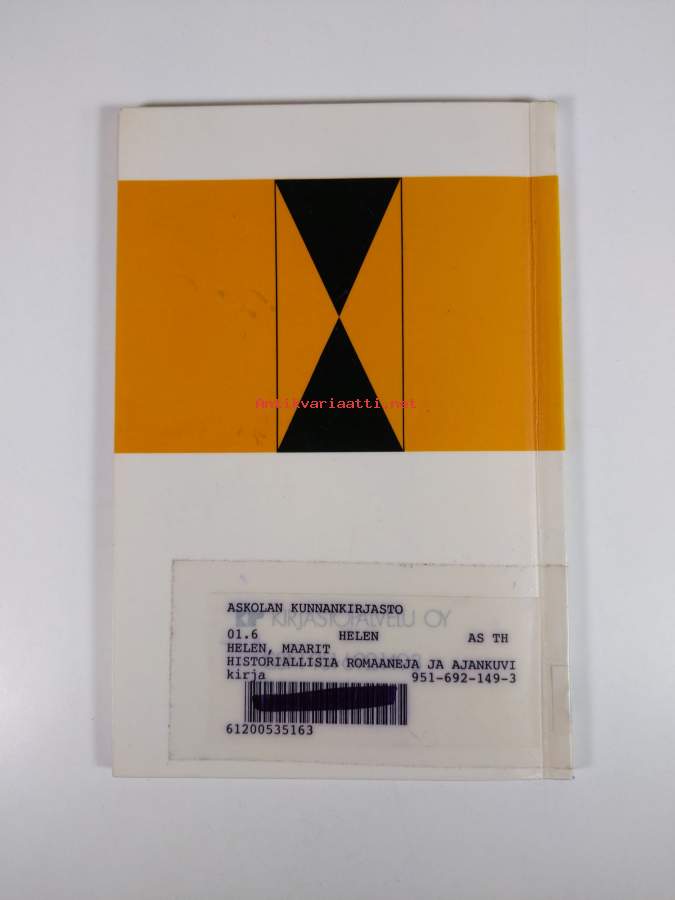 Antikvariaatti.net
ASKOLAN KUNNANKIRJASTO
KIRJASTOPALVELU OY
01.6 HELEN AS TH
HELEN, MAARIT
HISTORIALLISIA ROMAANEJA JA AJANKUVI
kirja 951-692-149-3
61200535163